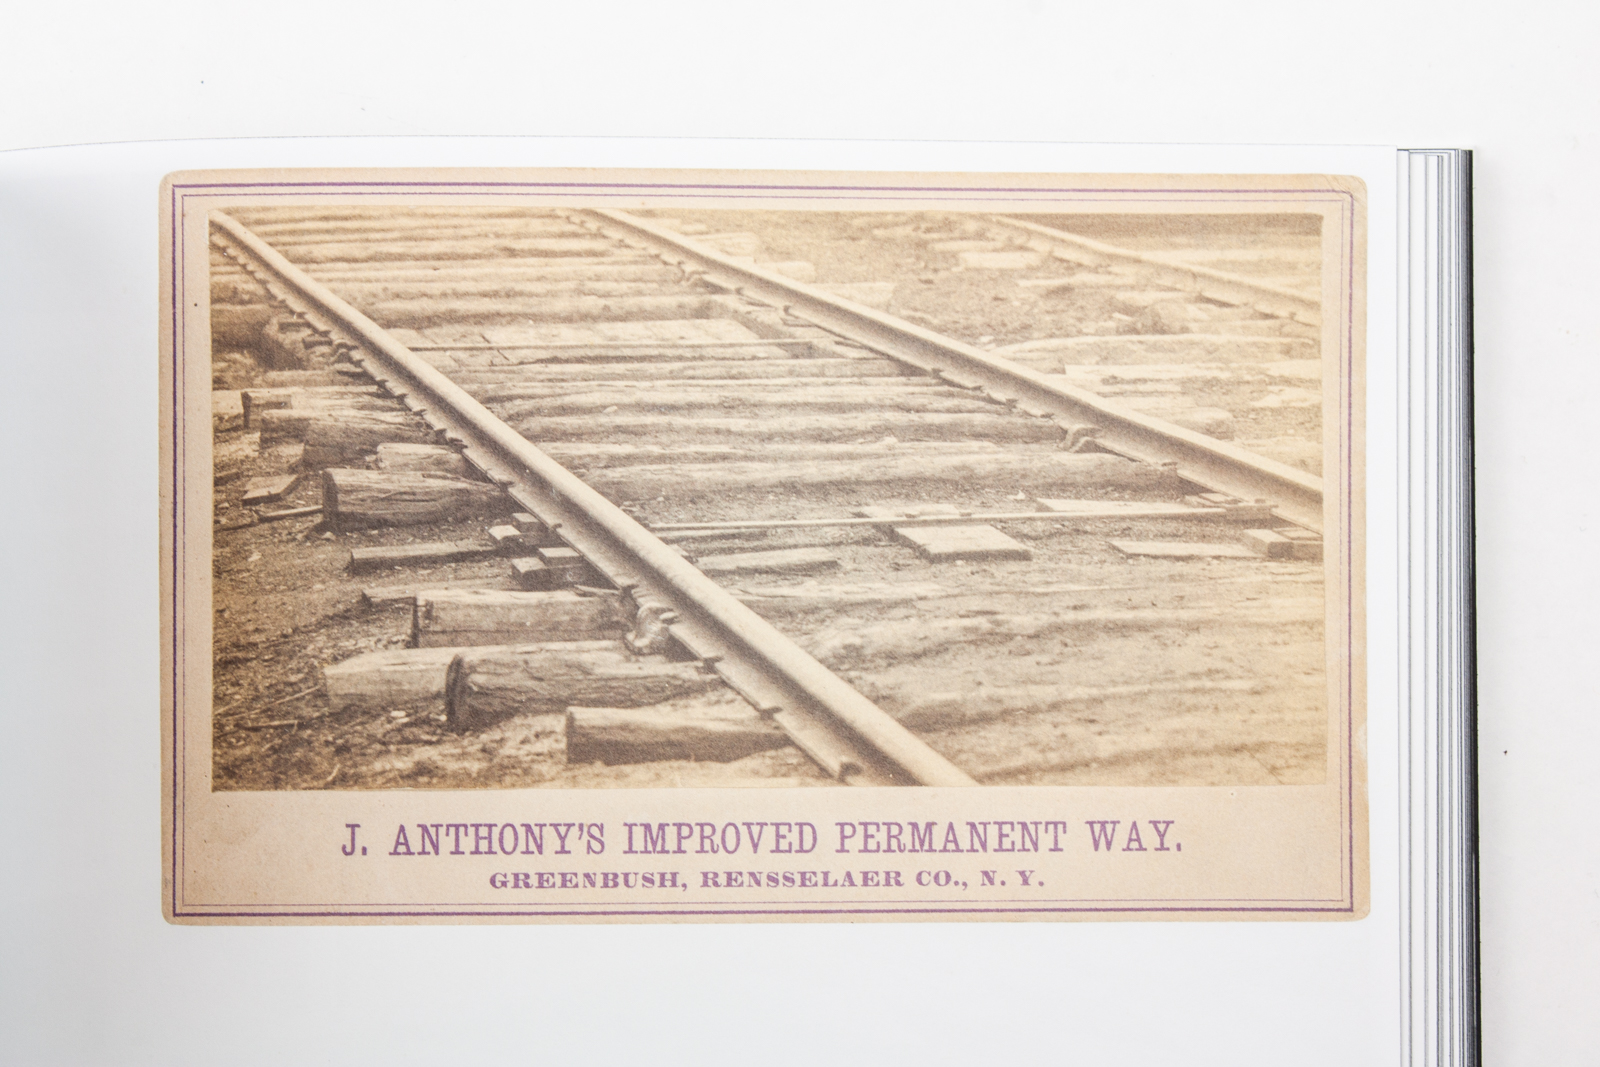 J. ANTHONY'S IMPROVED PERMANENT WAY.
GREENBUSH, RENSSELAER CO., N. Y.